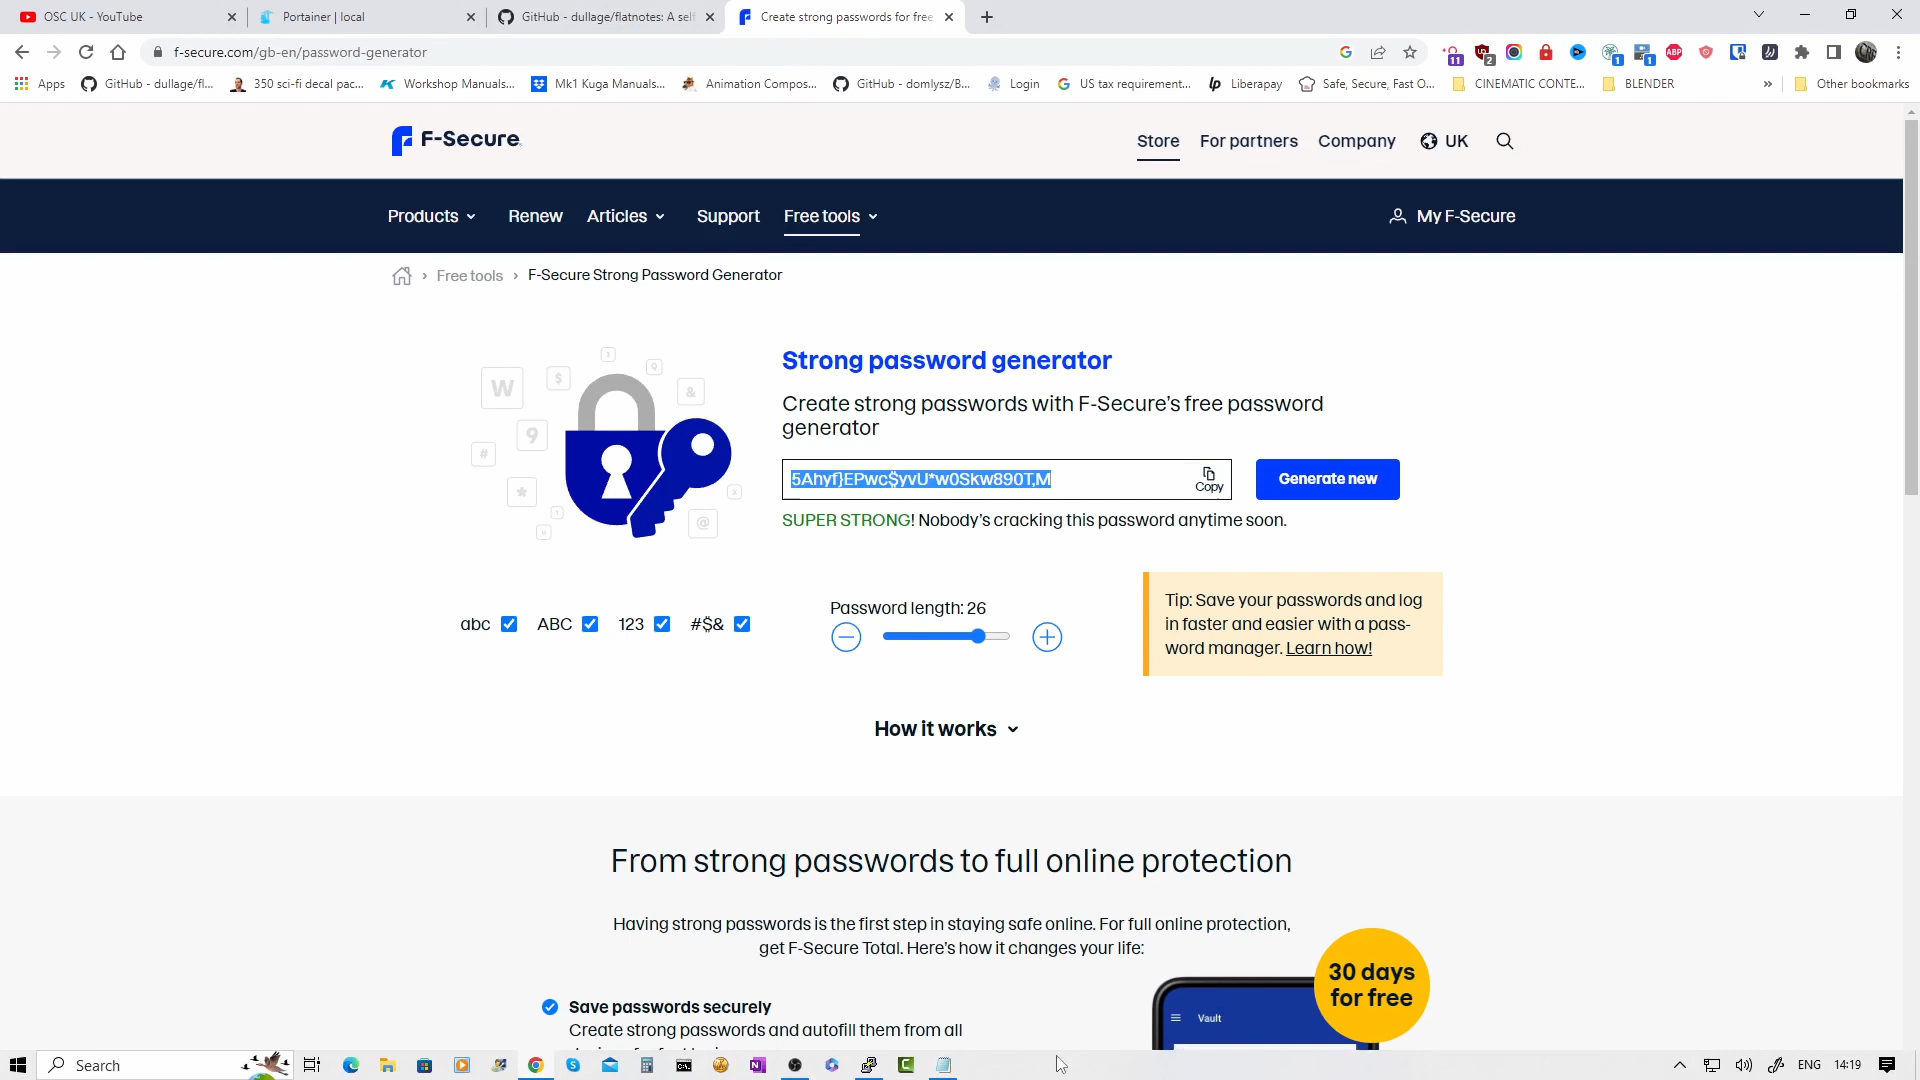 OSC UK - YouTube
Portainer | local
GitHub - dullage/flatnotes: A self
Create strong passwords for free
f-secure.com/gb-en/password-generator
11
2
1
1
ABP
Apps
GitHub - dullage/fl...
350 sci-fi decal pac...
Workshop Manuals...
Mk1 Kuga Manuals...
Animation Compos...
GitHub - domlysz/B...
Login
US tax requirement...
Liberapay
Safe, Secure, Fast O...
CINEMATIC CONTE...
BLENDER
»
Other bookmarks
F-Secure
Store
For partners
Company
UK
Products
Renew
Articles
Support
Free tools
My F-Secure
Free tools
F-Secure Strong Password Generator
W
$
Q
&
9
#
*
@
Strong password generator
Create strong passwords with F-Secure’s free password
generator
5Ahyf}EPwc$yvU*w0Skw890T,M
Copy
Generate new
SUPER STRONG! Nobody’s cracking this password anytime soon.
abc
ABC
123
#$&
Password length: 26
Tip: Save your passwords and log
in faster and easier with a pass-
word manager. Learn how!
How it works
From strong passwords to full online protection
Having strong passwords is the first step in staying safe online. For full online protection,
get F-Secure Total. Here’s how it changes your life:
30 days
for free
Save passwords securely
Create strong passwords and autofill them from all
Vault
Search
ENG
14:19